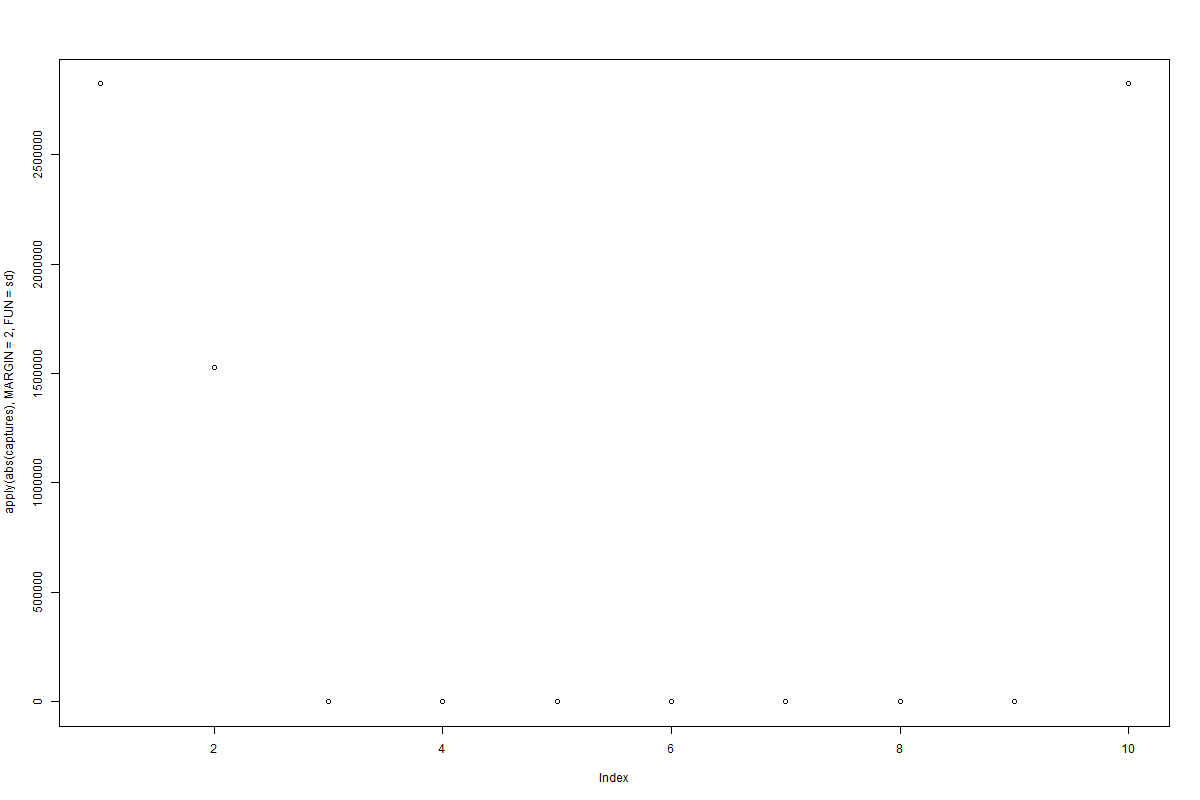 apply(abs(captures), MARGIN = 2, FUN = sd)
2500000
2000000
1500000
1000000
500000
0
2 4 6 8 10
Index